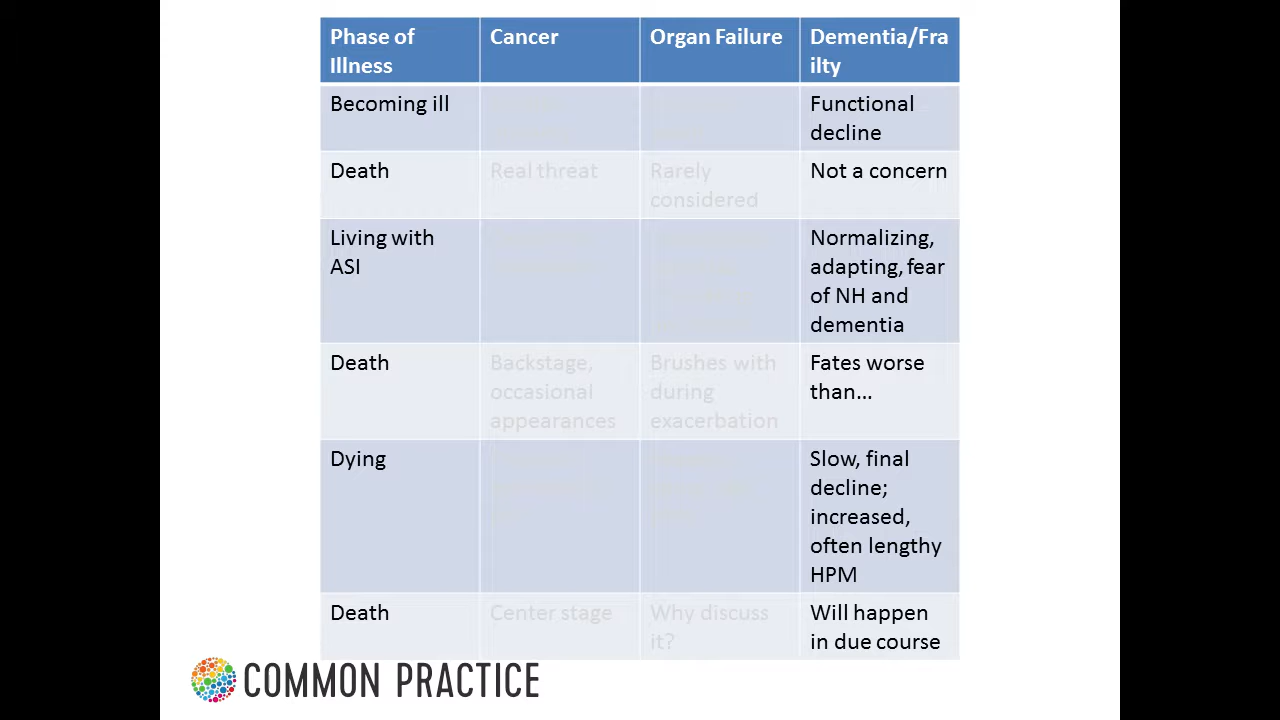 Phase of Illness
Cancer
Organ Failure
Dementia/Fra
ilty
Becoming ill
Functional decline
Death
Real threat
Rarely considered
Not a concern
Living with ASI
Normalizing,
adapting, fear
of NH and
dementia
Death
Backstage,
occasional
appearances
Brushes with
during
exacerbation
Fates worse
than…
Dying
Slow, final
decline;
increased,
often lengthy
HPM
Death
Center stage
Why discuss
it?
Will happen
in due course
COMMON PRACTICE